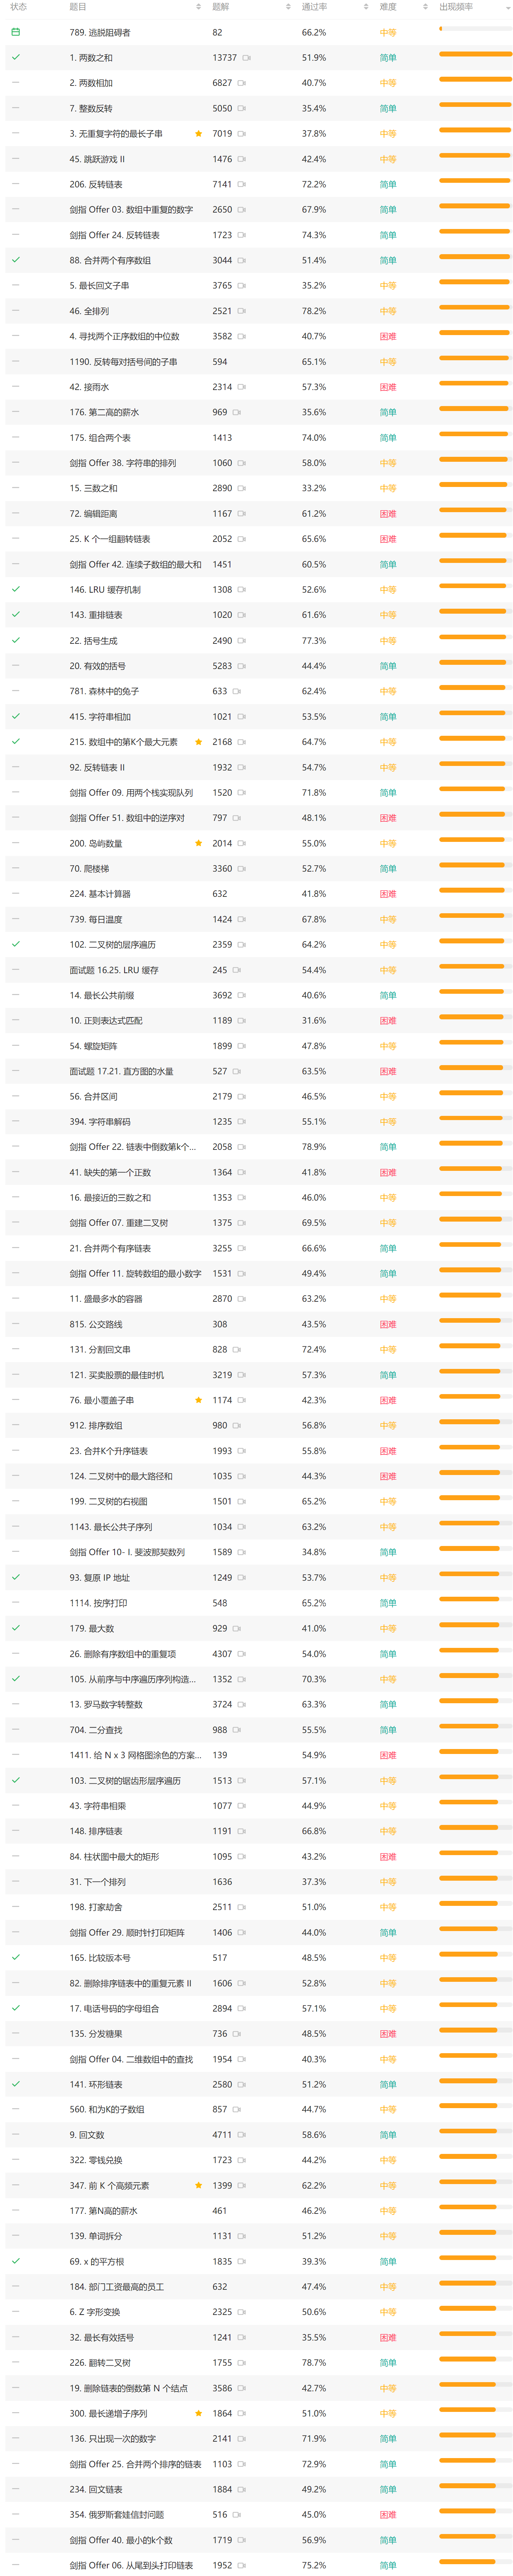 状态 题目 题解 通过率 难度 出现频率
789. 逃脱阻碍者 82 66.2% 中等
1. 两数之和 13737 51.9% 简单
2. 两数相加 6827 40.7% 中等
7. 整数反转 5050 35.4% 简单
3. 无重复字符的最长子串 7019 37.8% 中等
45. 跳跃游戏 II 1476 42.4% 中等
206. 反转链表 7141 72.2% 简单
剑指 Offer 03. 数组中重复的数字 2650 67.9% 简单
剑指 Offer 24. 反转链表 1723 74.3% 简单
88. 合并两个有序数组 3044 51.4% 简单
5. 最长回文子串 3765 35.2% 中等
46. 全排列 2521 78.2% 中等
4. 寻找两个正序数组的中位数 3582 40.7% 困难
1190. 反转每对括号间的子串 594 65.1% 中等
42. 接雨水 2314 57.3% 困难
176. 第二高的薪水 969 35.6% 简单
175. 组合两个表 1413 74.0% 简单
剑指 Offer 38. 字符串的排列 1060 58.0% 中等
15. 三数之和 2890 33.2% 中等
72. 编辑距离 1167 61.2% 困难
25. K 个一组翻转链表 2052 65.6% 困难
剑指 Offer 42. 连续子数组的最大和 1451 60.5% 简单
146. LRU 缓存机制 1308 52.6% 中等
143. 重排链表 1020 61.6% 中等
22. 括号生成 2490 77.3% 中等
20. 有效的括号 5283 44.4% 简单
781. 森林中的兔子 633 62.4% 中等
415. 字符串相加 1021 53.5% 简单
215. 数组中的第K个最大元素 2168 64.7% 中等
92. 反转链表 II 1932 54.7% 中等
剑指 Offer 09. 用两个栈实现队列 1520 71.8% 简单
剑指 Offer 51. 数组中的逆序对 797 48.1% 困难
200. 岛屿数量 2014 55.0% 中等
70. 爬楼梯 3360 52.7% 简单
224. 基本计算器 632 41.8% 困难
739. 每日温度 1424 67.8% 中等
102. 二叉树的层序遍历 2359 64.2% 中等
面试题 16.25. LRU 缓存 245 54.4% 中等
14. 最长公共前缀 3692 40.6% 简单
10. 正则表达式匹配 1189 31.6% 困难
54. 螺旋矩阵 1899 47.8% 中等
面试题 17.21. 直方图的水量 527 63.5% 困难
56. 合并区间 2179 46.5% 中等
394. 字符串解码 1235 55.1% 中等
剑指 Offer 22. 链表中倒数第k个... 2058 78.9% 简单
41. 缺失的第一个正数 1364 41.8% 困难
16. 最接近的三数之和 1353 46.0% 中等
剑指 Offer 07. 重建二叉树 1375 69.5% 中等
21. 合并两个有序链表 3255 66.6% 简单
剑指 Offer 11. 旋转数组的最小数字 1531 49.4% 简单
11. 盛最多水的容器 2870 63.2% 中等
815. 公交路线 308 43.5% 困难
131. 分割回文串 828 72.4% 中等
121. 买卖股票的最佳时机 3219 57.3% 简单
76. 最小覆盖子串 1174 42.3% 困难
912. 排序数组 980 56.8% 中等
23. 合并K个升序链表 1993 55.8% 困难
124. 二叉树中的最大路径和 1035 44.3% 困难
199. 二叉树的右视图 1501 65.2% 中等
1143. 最长公共子序列 1034 63.2% 中等
剑指 Offer 10- I. 斐波那契数列 1589 34.8% 简单
93. 复原 IP 地址 1249 53.7% 中等
1114. 按序打印 548 65.2% 简单
179. 最大数 929 41.0% 中等
26. 删除有序数组中的重复项 4307 54.0% 简单
105. 从前序与中序遍历序列构造... 1352 70.3% 中等
13. 罗马数字转整数 3724 63.3% 简单
704. 二分查找 988 55.5% 简单
1411. 给 N x 3 网格图涂色的方案... 139 54.9% 困难
103. 二叉树的锯齿形层序遍历 1513 57.1% 中等
43. 字符串相乘 1077 44.9% 中等
148. 排序链表 1191 66.8% 中等
84. 柱状图中最大的矩形 1095 43.2% 困难
31. 下一个排列 1636 37.3% 中等
198. 打家劫舍 2511 51.0% 中等
剑指 Offer 29. 顺时针打印矩阵 1406 44.0% 简单
165. 比较版本号 517 48.5% 中等
82. 删除排序链表中的重复元素 II 1606 52.8% 中等
17. 电话号码的字母组合 2894 57.1% 中等
135. 分发糖果 736 48.5% 困难
剑指 Offer 04. 二维数组中的查找 1954 40.3% 中等
141. 环形链表 2580 51.2% 简单
560. 和为K的子数组 857 44.7% 中等
9. 回文数 4711 58.6% 简单
322. 零钱兑换 1723 44.2% 中等
347. 前 K 个高频元素 1399 62.2% 中等
177. 第N高的薪水 461 46.2% 中等
139. 单词拆分 1131 51.2% 中等
69. x 的平方根 1835 39.3% 简单
184. 部门工资最高的员工 632 47.4% 中等
6. Z 字形变换 2325 50.6% 中等
32. 最长有效括号 1241 35.5% 困难
226. 翻转二叉树 1755 78.7% 简单
19. 删除链表的倒数第 N 个结点 3586 42.7% 中等
300. 最长递增子序列 1864 51.0% 中等
136. 只出现一次的数字 2141 71.9% 简单
剑指 Offer 25. 合并两个排序的链表 1103 72.9% 简单
234. 回文链表 1884 49.2% 简单
354. 俄罗斯套娃信封问题 516 45.0% 困难
剑指 Offer 40. 最小的k个数 1719 56.9% 简单
剑指 Offer 06. 从尾到头打印链表 1952 75.2% 简单